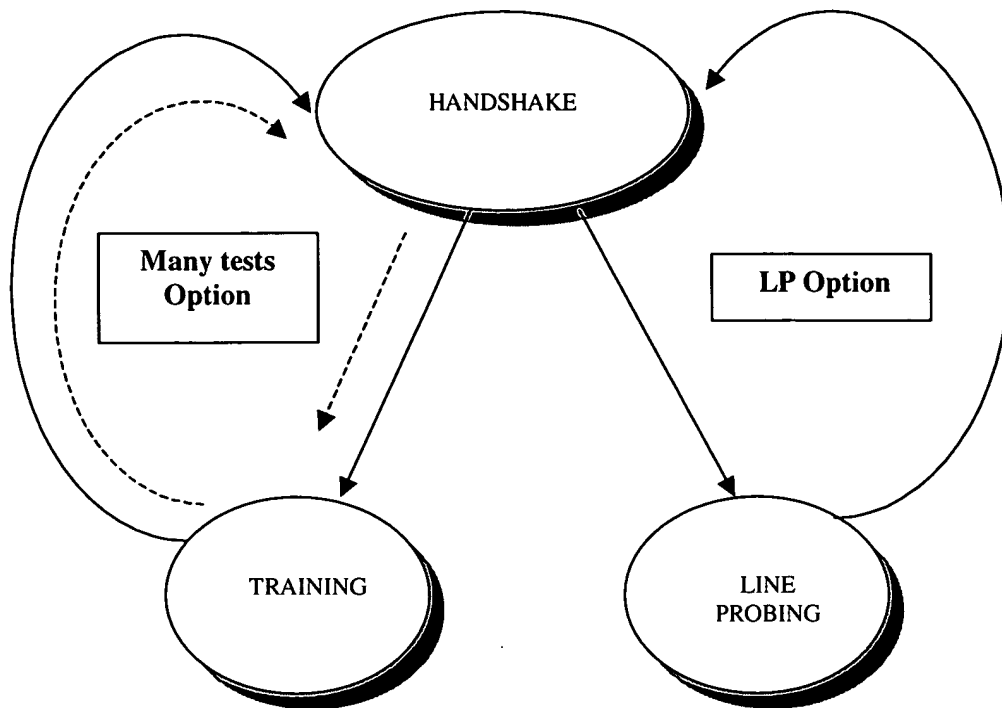 HANDSHAKE
Many tests
Option
LP Option
TRAINING
LINE
PROBING